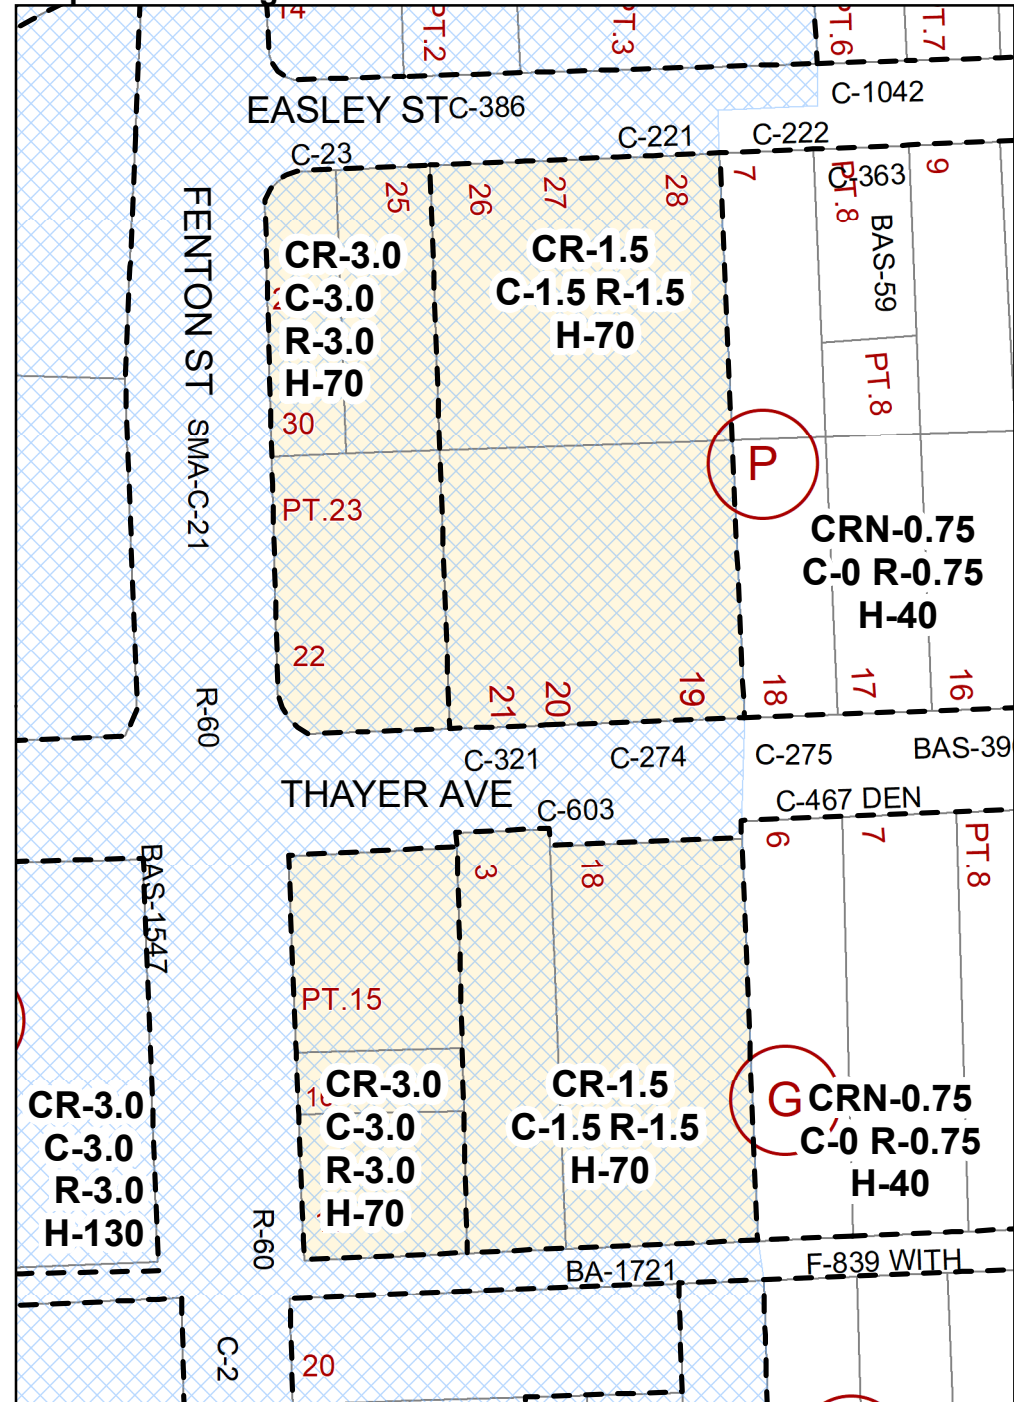 14
PT.2
PT.3
PT.6
PT.7
EASLEY ST
C-386
C-1042
C-23
C-221
C-222
C-363
25
26
27
28
7
PT.8
9
FENTON ST
BAS-59
CR-3.0
C-3.0
R-3.0
H-70
CR-1.5
C-1.5 R-1.5
H-70
30
PT.8
SMA-C-21
P
PT.23
CRN-0.75
C-0 R-0.75
H-40
22
R-60
21
20
19
18
17
16
C-321
C-274
C-275
BAS-39
THAYER AVE
C-603
C-467 DEN
BAS-1547
3
18
6
7
PT.8
PT.15
CR-3.0
C-3.0
R-3.0
H-130
CR-3.0
C-3.0
R-3.0
H-70
CR-1.5
C-1.5 R-1.5
H-70
G
CRN-0.75
C-0 R-0.75
H-40
R-60
BA-1721
F-839 WITH
C-2
20